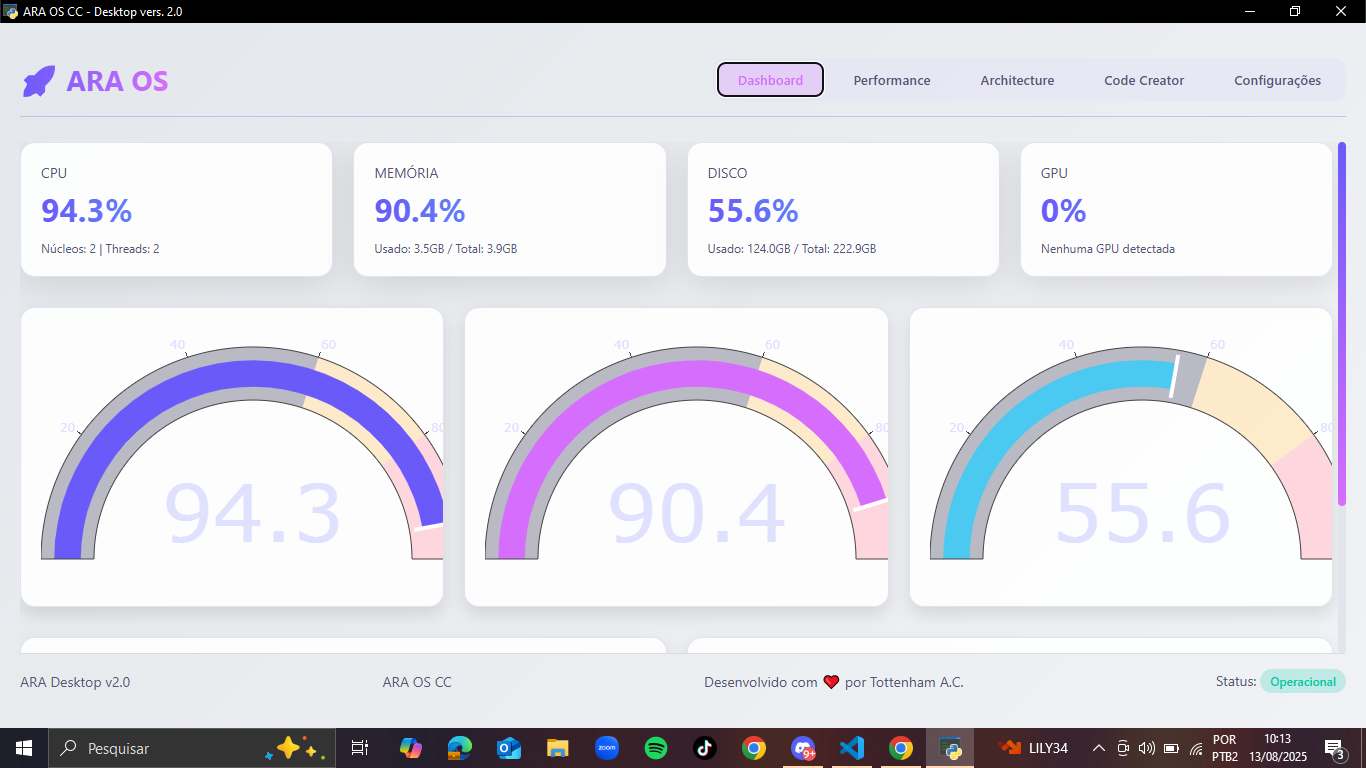 ARA OS CC - Desktop vers. 2.0
ARA OS
Dashboard
Performance
Architecture
Code Creator
Configurações
CPU
94.3%
Núcleos: 2 | Threads: 2
MEMÓRIA
90.4%
Usado: 3.5GB / Total: 3.9GB
DISCO
55.6%
Usado: 124.0GB / Total: 222.9GB
GPU
0%
Nenhuma GPU detectada
20
40
60
80
94.3
20
40
60
80
90.4
20
40
60
80
55.6
ARA Desktop v2.0
ARA OS CC
Desenvolvido com ❤️ por Tottenham A.C.
Status: Operacional
Pesquisar
zoom
9+
LILY34
POR
PTB2
10:13
13/08/2025
3